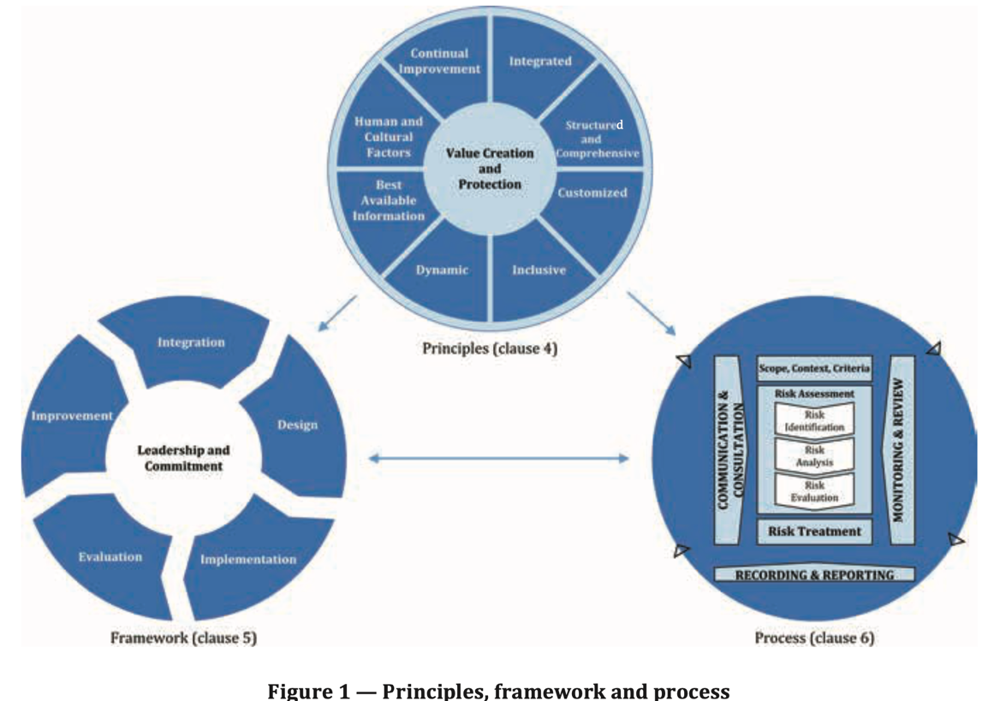 Continual
Improvement
Integrated
Human and
Cultural
Factors
Structured
and
Comprehensive
Value Creation
and
Protection
Best
Available
Information
Customized
Dynamic
Inclusive
Principles (clause 4)
Integration
Improvement
Design
Leadership and
Commitment
Evaluation
Implementation
Framework (clause 5)
Scope, Context, Criteria
Risk Assessment
Risk
Identification
Risk
Analysis
Risk
Evaluation
COMMUNICATION &
CONSULTATION
MONITORING & REVIEW
Risk Treatment
RECORDING & REPORTING
Process (clause 6)
Figure 1 — Principles, framework and process